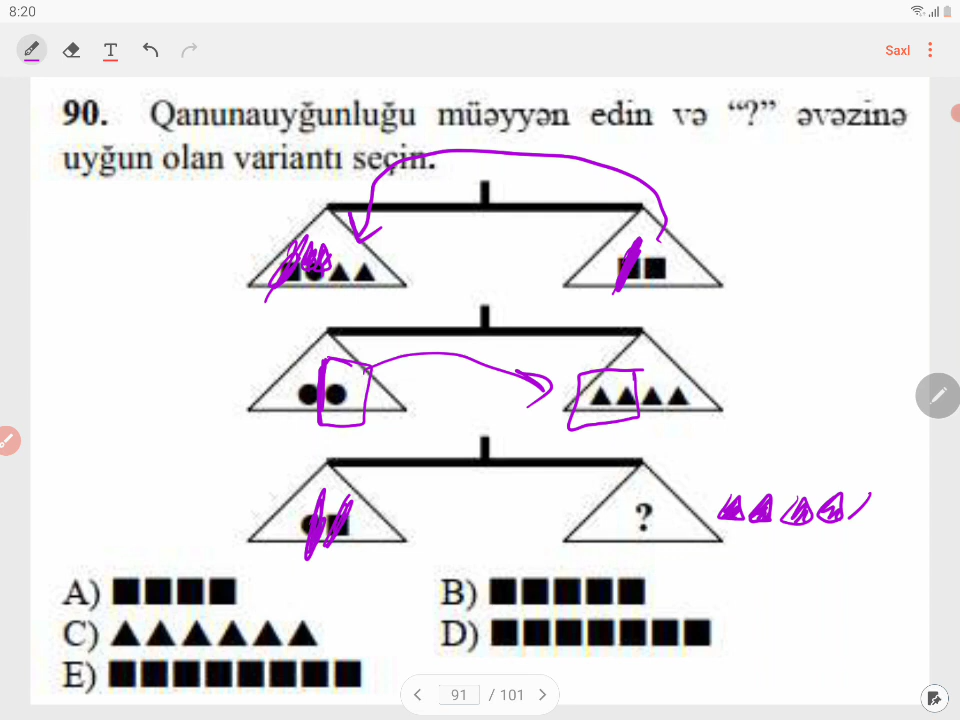 8:20
T
Saxl
90. Qanunauyğunluğu müəyyən edin və “?” əvəzinə
uyğun olan variantı seçin.
?
A)
B)
C)
D)
E)
91 / 101